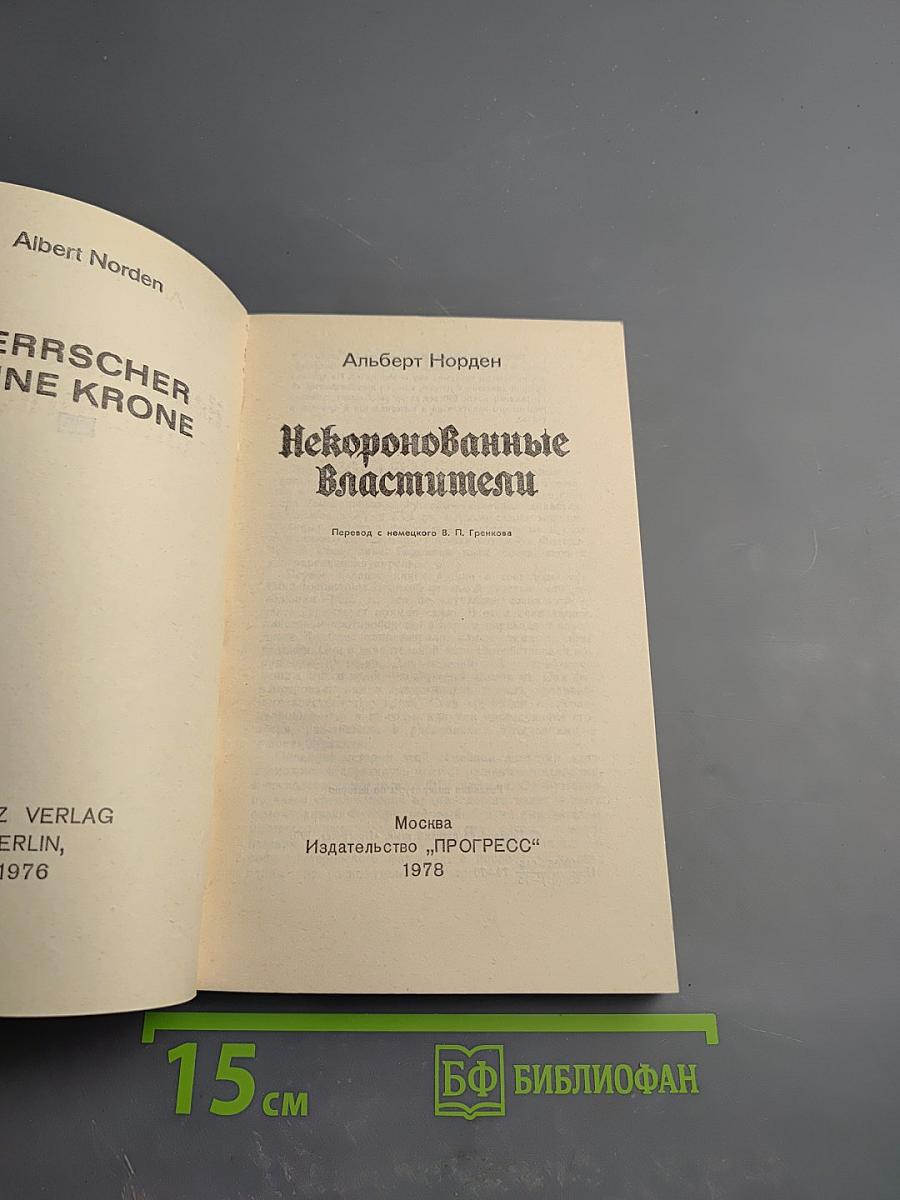 Albert Norden
ERRSCHER
NE KRONE
Z VERLAG
ERLIN,
1976
Альберт Норден
Некоронованные
властители
Перевод с немецкого В. П. Гренкова
Москва
Издательство „ПРОГРЕСС“
1978
15 см
БФ БИБЛИОФАН